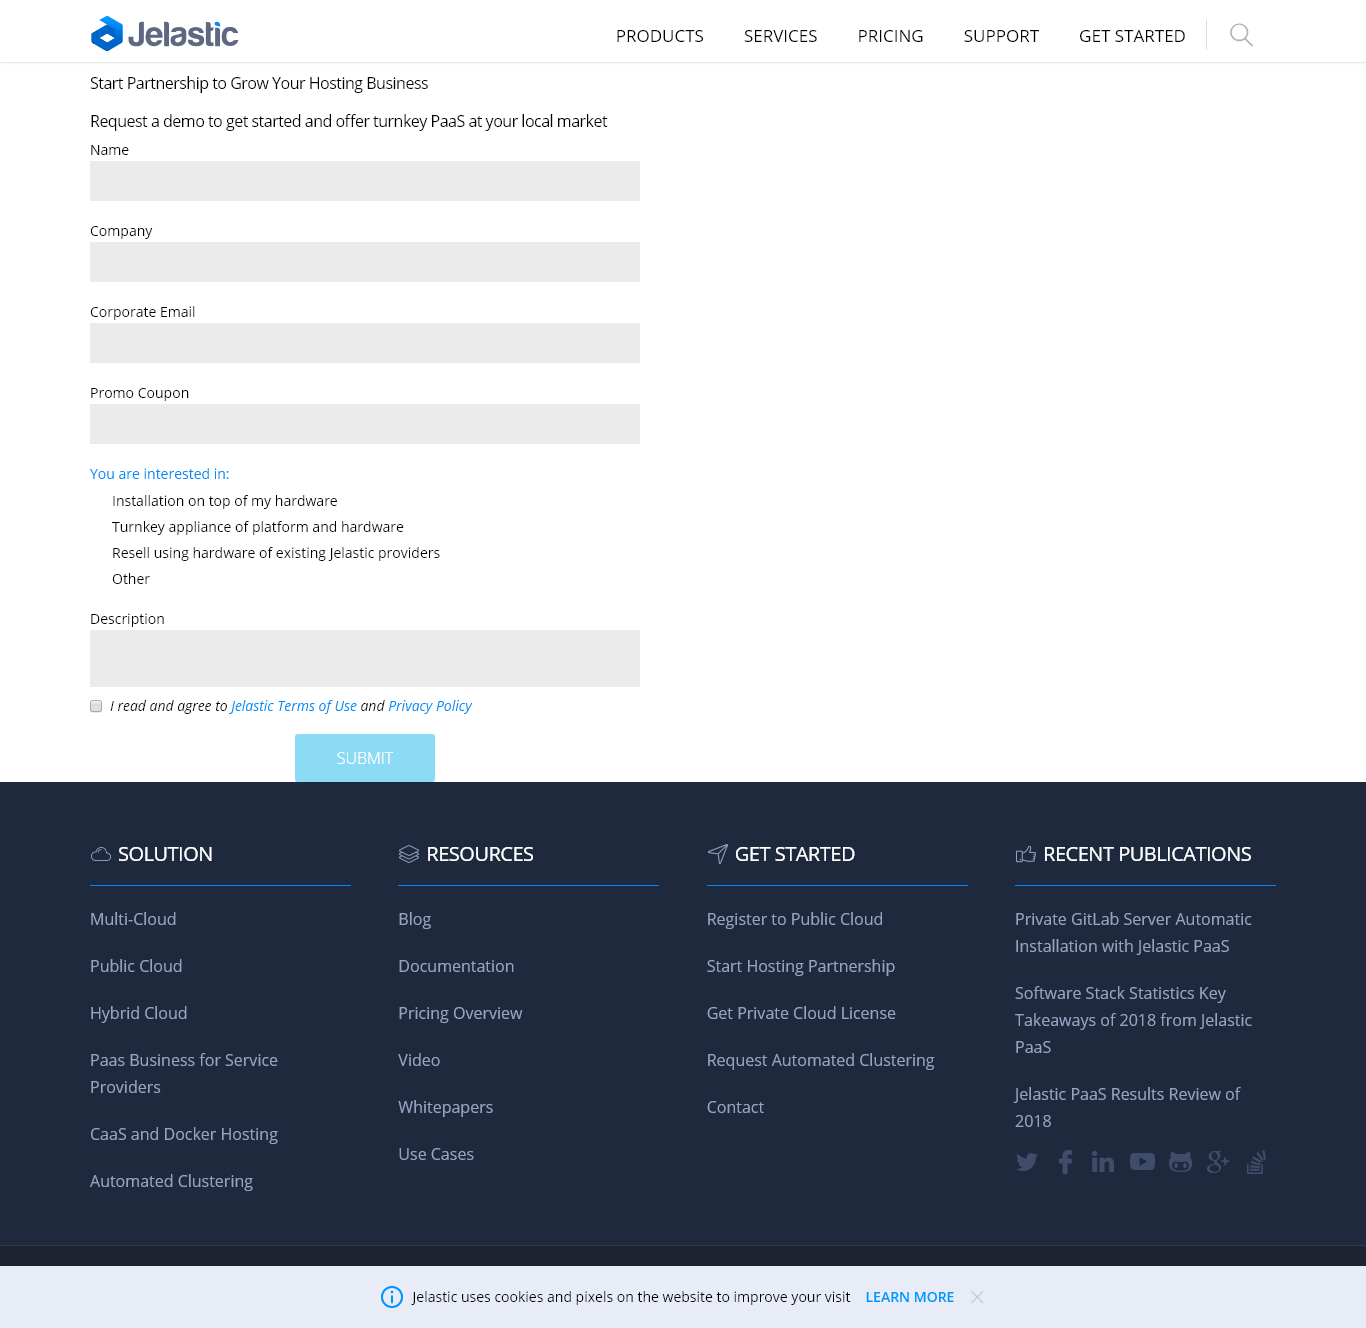 Jelastic
PRODUCTS SERVICES PRICING SUPPORT GET STARTED
Start Partnership to Grow Your Hosting Business
Request a demo to get started and offer turnkey PaaS at your local market
Name
Company
Corporate Email
Promo Coupon
You are interested in:
Installation on top of my hardware
Turnkey appliance of platform and hardware
Resell using hardware of existing Jelastic providers
Other
Description
I read and agree to Jelastic Terms of Use and Privacy Policy
SUBMIT
SOLUTION
Multi-Cloud
Public Cloud
Hybrid Cloud
Paas Business for Service
Providers
CaaS and Docker Hosting
Automated Clustering
RESOURCES
Blog
Documentation
Pricing Overview
Video
Whitepapers
Use Cases
GET STARTED
Register to Public Cloud
Start Hosting Partnership
Get Private Cloud License
Request Automated Clustering
Contact
RECENT PUBLICATIONS
Private GitLab Server Automatic
Installation with Jelastic PaaS
Software Stack Statistics Key
Takeaways of 2018 from Jelastic
PaaS
Jelastic PaaS Results Review of
2018
Jelastic uses cookies and pixels on the website to improve your visit LEARN MORE